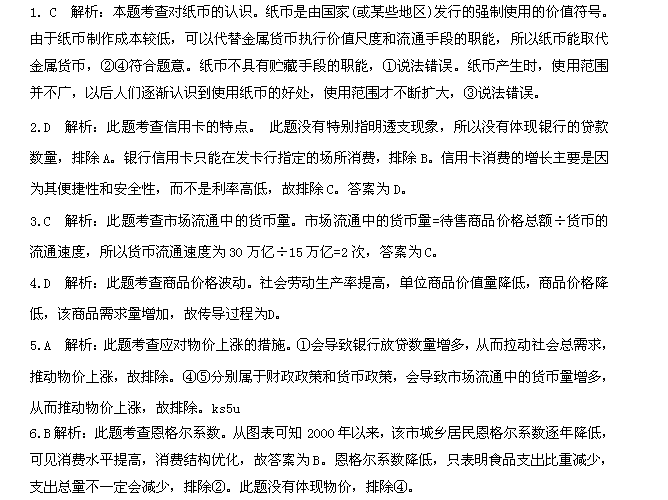 1. C 解析：本题考查对纸币的认识。纸币是由国家(或某些地区)发行的强制使用的价值符号。
由于纸币制作成本较低，可以代替金属货币执行价值尺度和流通手段的职能，所以纸币能取代
金属货币，②④符合题意。纸币不具有贮藏手段的职能，①说法错误。纸币产生时，使用范围
并不广，以后人们逐渐认识到使用纸币的好处，使用范围才不断扩大，③说法错误。
2.D 解析：此题考查信用卡的特点。 此题没有特别指明透支现象，所以没有体现银行的贷款
数量，排除A。银行信用卡只能在发卡行指定的场所消费，排除B。信用卡消费的增长主要是因
为其便捷性和安全性，而不是利率高低，故排除C。答案为D。
3.C 解析：此题考查市场流通中的货币量。市场流通中的货币量=待售商品价格总额÷货币的
流通速度，所以货币流通速度为30万亿÷15万亿=2次，答案为C。
4.D 解析：此题考查商品价格波动。社会劳动生产率提高，单位商品价值量降低，商品价格降
低，该商品需求量增加，故传导过程为D。
5.A 解析：此题考查应对物价上涨的措施。①会导致银行放贷数量增多，从而拉动社会总需求，
推动物价上涨，故排除。④⑤分别属于财政政策和货币政策，会导致市场流通中的货币量增多，
从而推动物价上涨，故排除。ks5u
6.B解析：此题考查恩格尔系数。从图表可知2000年以来，该市城乡居民恩格尔系数逐年降低，
可见消费水平提高，消费结构优化，故答案为B。恩格尔系数降低，只表明食品支出比重减少，
支出总量不一定会减少，排除②。此题没有体现物价，排除④。